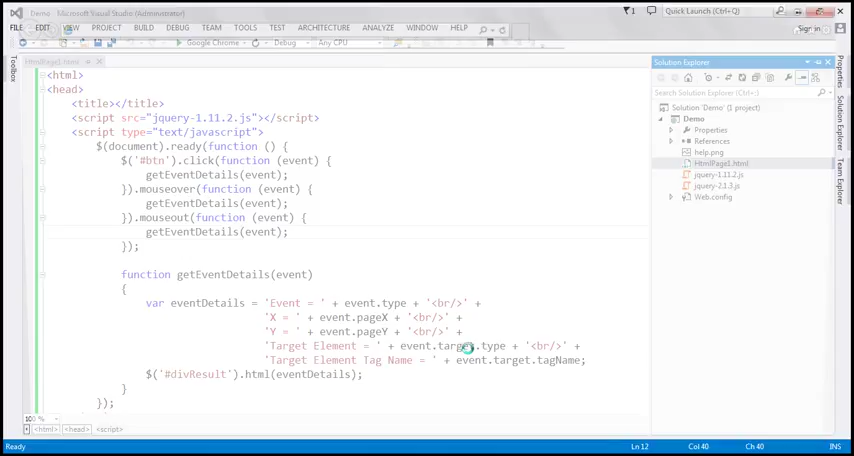 Demo - Microsoft Visual Studio (Administrator)
1
Quick Launch (Ctrl+Q)
FILE EDIT VIEW PROJECT BUILD DEBUG TEAM TOOLS TEST ARCHITECTURE ANALYZE WINDOW HELP
Sign in
Google Chrome Debug Any CPU
HtmlPage1.html
Toolbox
<html>
<head>
<title></title>
<script src="jquery-1.11.2.js"></script>
<script type="text/javascript">
$(document).ready(function () {
$('#btn').click(function (event) {
getEventDetails(event);
}).mouseover(function (event) {
getEventDetails(event);
}).mouseout(function (event) {
getEventDetails(event);
});
function getEventDetails(event)
{
var eventDetails = 'Event = ' + event.type + '<br/>' +
'X = ' + event.pageX + '<br/>' +
'Y = ' + event.pageY + '<br/>' +
'Target Element = ' + event.target.type + '<br/>' +
'Target Element Tag Name = ' + event.target.tagName;
$('#divResult').html(eventDetails);
}
});
100 %
<html> <head> <script>
Solution Explorer
Search Solution Explorer (Ctrl+;)
Solution 'Demo' (1 project)
Demo
Properties
References
help.png
HtmlPage1.html
jquery-1.11.2.js
jquery-2.1.3.js
Web.config
Properties
Solution Explorer
Team Explorer
Ready
Ln 12 Col 40 Ch 40 INS